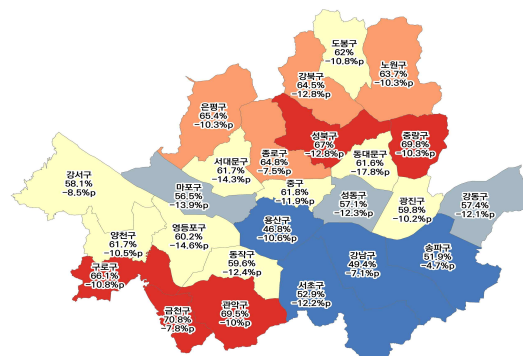 도봉구
62%
-10.8%p
노원구
63.7%
-10.3%p
강북구
64.5%
-12.8%p
은평구
65.4%
-10.3%p
성북구
67%
-12.8%p
중랑구
69.8%
-10.3%p
종로구
64.8%
-7.5%p
동대문구
61.6%
-17.8%p
서대문구
61.7%
-14.3%p
강서구
58.1%
-8.5%p
마포구
56.5%
-13.9%p
중구
61.8%
-11.9%p
성동구
57.1%
-12.3%p
광진구
59.8%
-10.2%p
강동구
57.4%
-12.1%p
용산구
46.8%
-10.6%p
양천구
61.7%
-10.5%p
영등포구
60.2%
-14.6%p
동작구
59.6%
-12.4%p
강남구
49.4%
-7.1%p
송파구
51.9%
-4.7%p
구로구
66.1%
-10.8%p
서초구
52.9%
-12.2%p
금천구
70.8%
-7.8%p
관악구
69.5%
-10%p